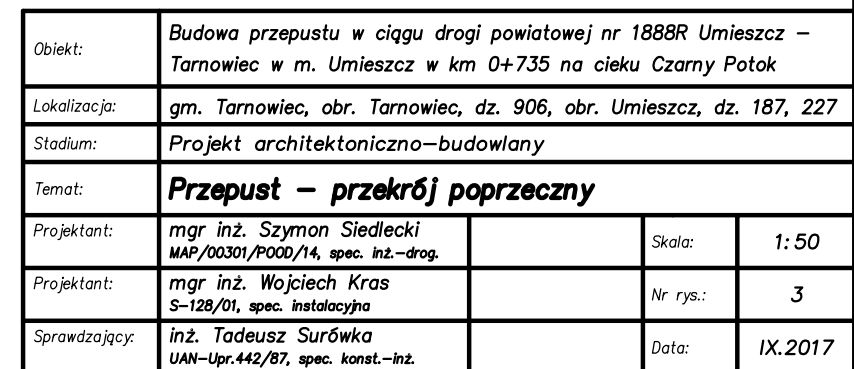 Obiekt:
Budowa przepustu w ciągu drogi powiatowej nr 1888R Umieszcz –
Tarnowiec w m. Umieszcz w km 0+735 na cieku Czarny Potok
Lokalizacja:
gm. Tarnowiec, obr. Tarnowiec, dz. 906, obr. Umieszcz, dz. 187, 227
Stadium:
Projekt architektoniczno–budowlany
Temat:
Przepust – przekrój poprzeczny
Projektant:
mgr inż. Szymon Siedlecki
MAP/00301/POOD/14, spec. inż.–drog.
Skala:
1:50
Projektant:
mgr inż. Wojciech Kras
S–128/01, spec. instalacyjna
Nr rys.:
3
Sprawdzający:
inż. Tadeusz Surówka
UAN–Upr.442/87, spec. konst.–inż.
Data:
IX.2017